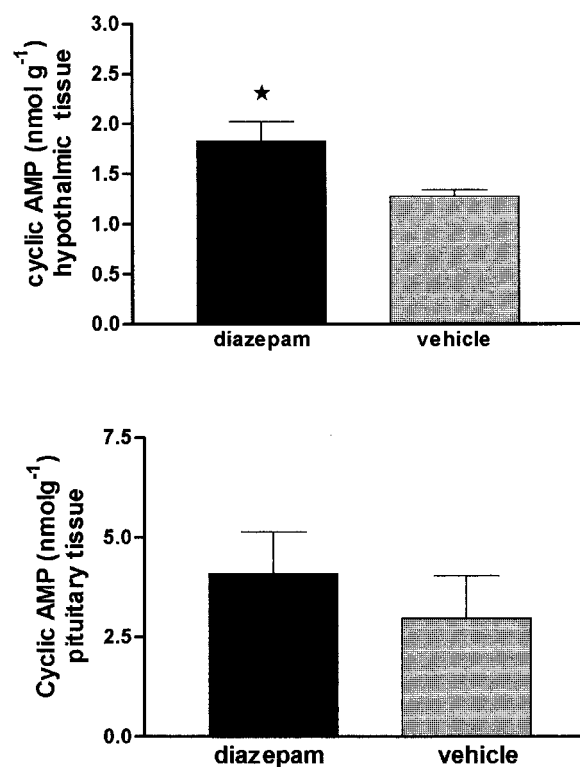 cyclic AMP (nmol g⁻¹)
hypothalmic tissue
3.0
2.5
2.0
1.5
1.0
0.5
0.0
★
diazepam
vehicle
Cyclic AMP (nmolg⁻¹)
pituitary tissue
7.5
5.0
2.5
0.0
diazepam
vehicle